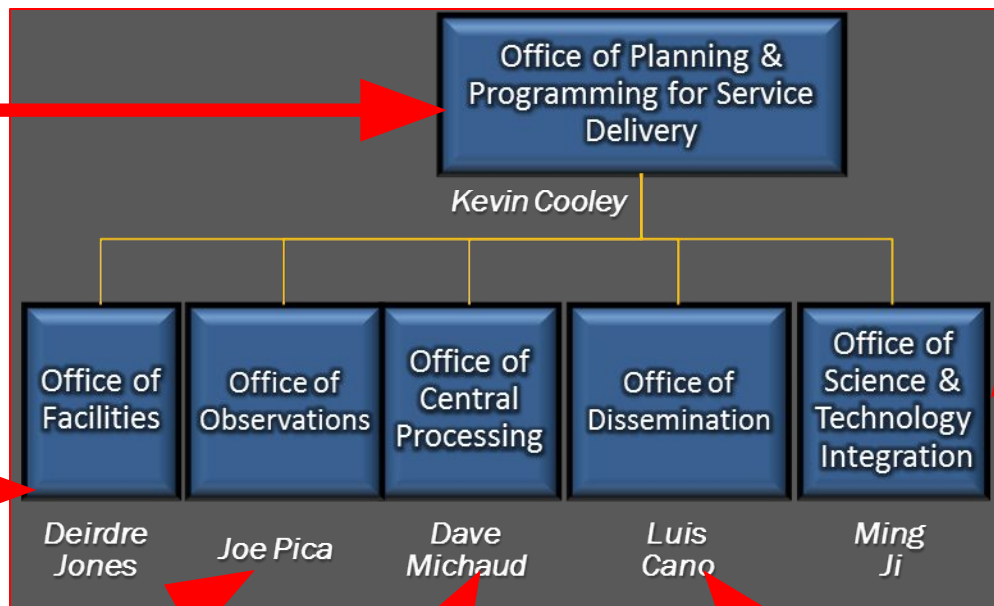 Office of Planning &
Programming for Service
Delivery
Kevin Cooley
Office of
Facilities
Office of
Observations
Office of
Central
Processing
Office of
Dissemination
Office of
Science &
Technology
Integration
Deirdre
Jones
Joe Pica
Dave
Michaud
Luis
Cano
Ming
Ji